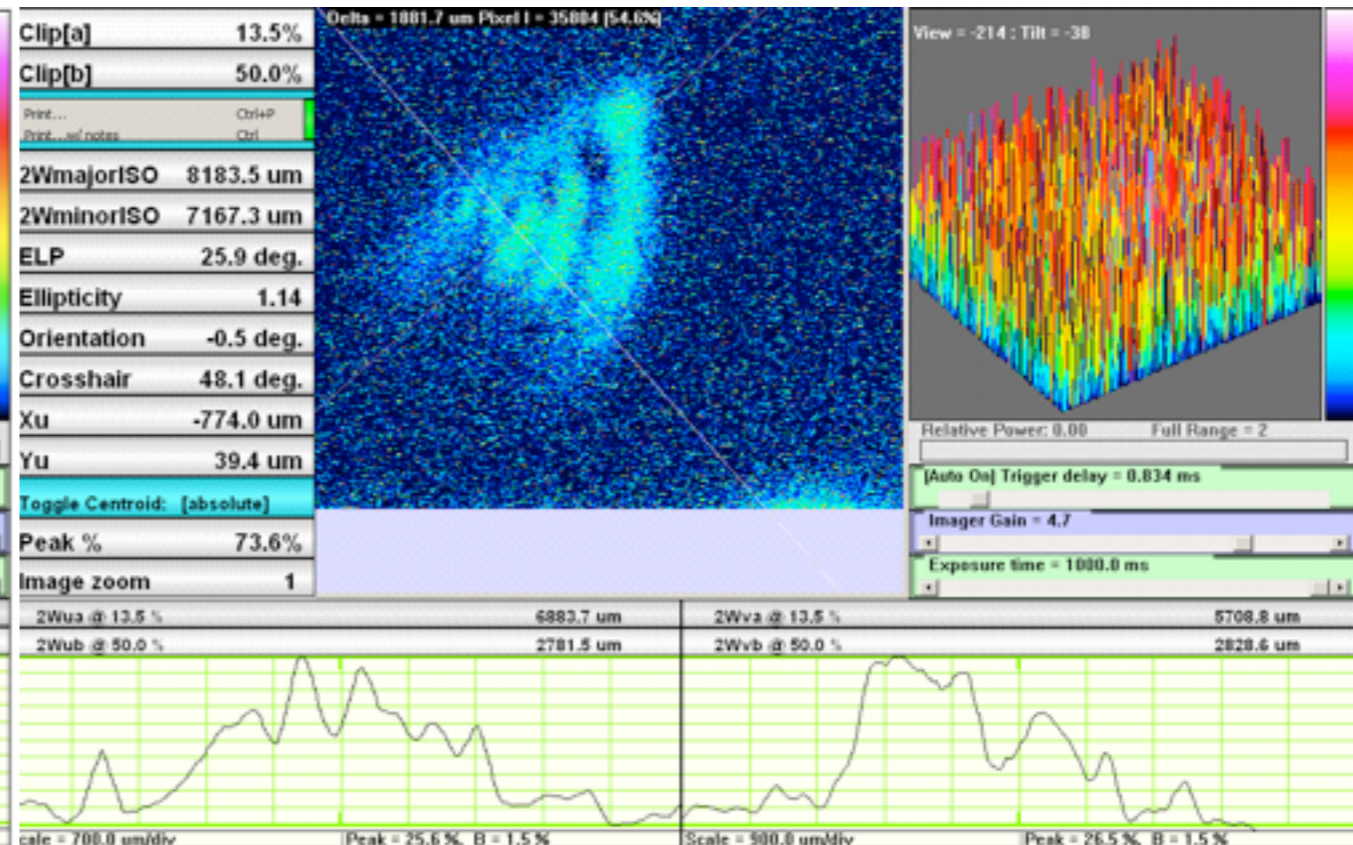 Clip[a] 13.5%
Clip[b] 50.0%
Print... Ctrl+P
Print...w/ notes Ctrl
2WmajorISO 8183.5 um
2WminorISO 7167.3 um
ELP 25.9 deg.
Ellipticity 1.14
Orientation -0.5 deg.
Crosshair 48.1 deg.
Xu -774.0 um
Yu 39.4 um
Toggle Centroid: [absolute]
Peak % 73.6%
Image zoom 1
Delta = 1881.7 um Pixel I = 35804 (54.6%)
View = -214 : Tilt = -38
Relative Power: 0.00 Full Range = 2
[Auto On] Trigger delay = 0.834 ms
Imager Gain = 4.7
Exposure time = 1000.0 ms
2Wua @ 13.5 % 6883.7 um
2Wub @ 50.0 % 2781.5 um
2Wva @ 13.5 % 5708.8 um
2Wvb @ 50.0 % 2828.6 um
cale = 700.0 um/div Peak = 25.6 %, B = 1.5 %
Scale = 900.0 um/div Peak = 26.5 %, B = 1.5 %